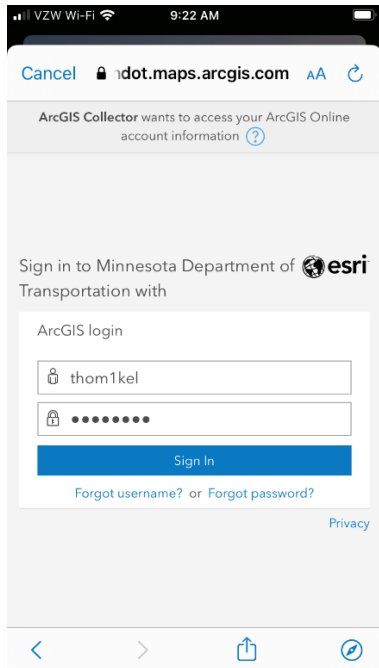 VZW Wi-Fi 9:22 AM
Cancel dot.maps.arcgis.com AA
ArcGIS Collector wants to access your ArcGIS Online
account information ?
Sign in to Minnesota Department of esri
Transportation with
ArcGIS login
thom1kel
••••••••
Sign In
Forgot username? or Forgot password?
Privacy